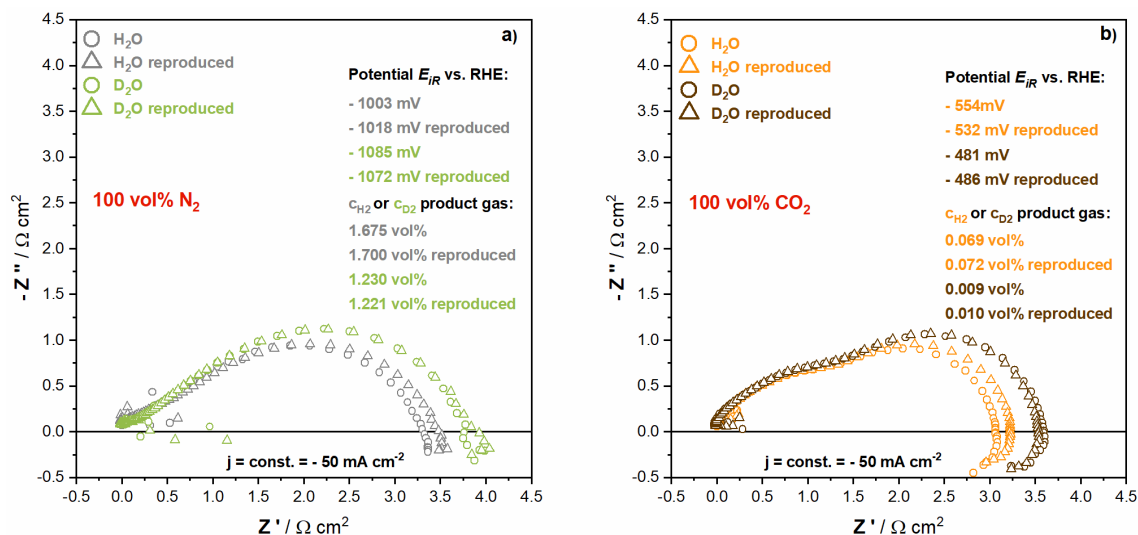 a)
H₂O
H₂O reproduced
D₂O
D₂O reproduced
Potential E_iR vs. RHE:
- 1003 mV
- 1018 mV reproduced
- 1085 mV
- 1072 mV reproduced
c_H2 or c_D2 product gas:
1.675 vol%
1.700 vol% reproduced
1.230 vol%
1.221 vol% reproduced
100 vol% N₂
j = const. = - 50 mA cm⁻²
- Z '' / Ω cm²
4.5
4.0
3.5
3.0
2.5
2.0
1.5
1.0
0.5
0.0
-0.5
-0.5 0.0 0.5 1.0 1.5 2.0 2.5 3.0 3.5 4.0 4.5
Z ' / Ω cm²
b)
H₂O
H₂O reproduced
D₂O
D₂O reproduced
Potential E_iR vs. RHE:
- 554mV
- 532 mV reproduced
- 481 mV
- 486 mV reproduced
c_H2 or c_D2 product gas:
0.069 vol%
0.072 vol% reproduced
0.009 vol%
0.010 vol% reproduced
100 vol% CO₂
j = const. = - 50 mA cm⁻²
- Z '' / Ω cm²
4.5
4.0
3.5
3.0
2.5
2.0
1.5
1.0
0.5
0.0
-0.5
-0.5 0.0 0.5 1.0 1.5 2.0 2.5 3.0 3.5 4.0 4.5
Z ' / Ω cm²